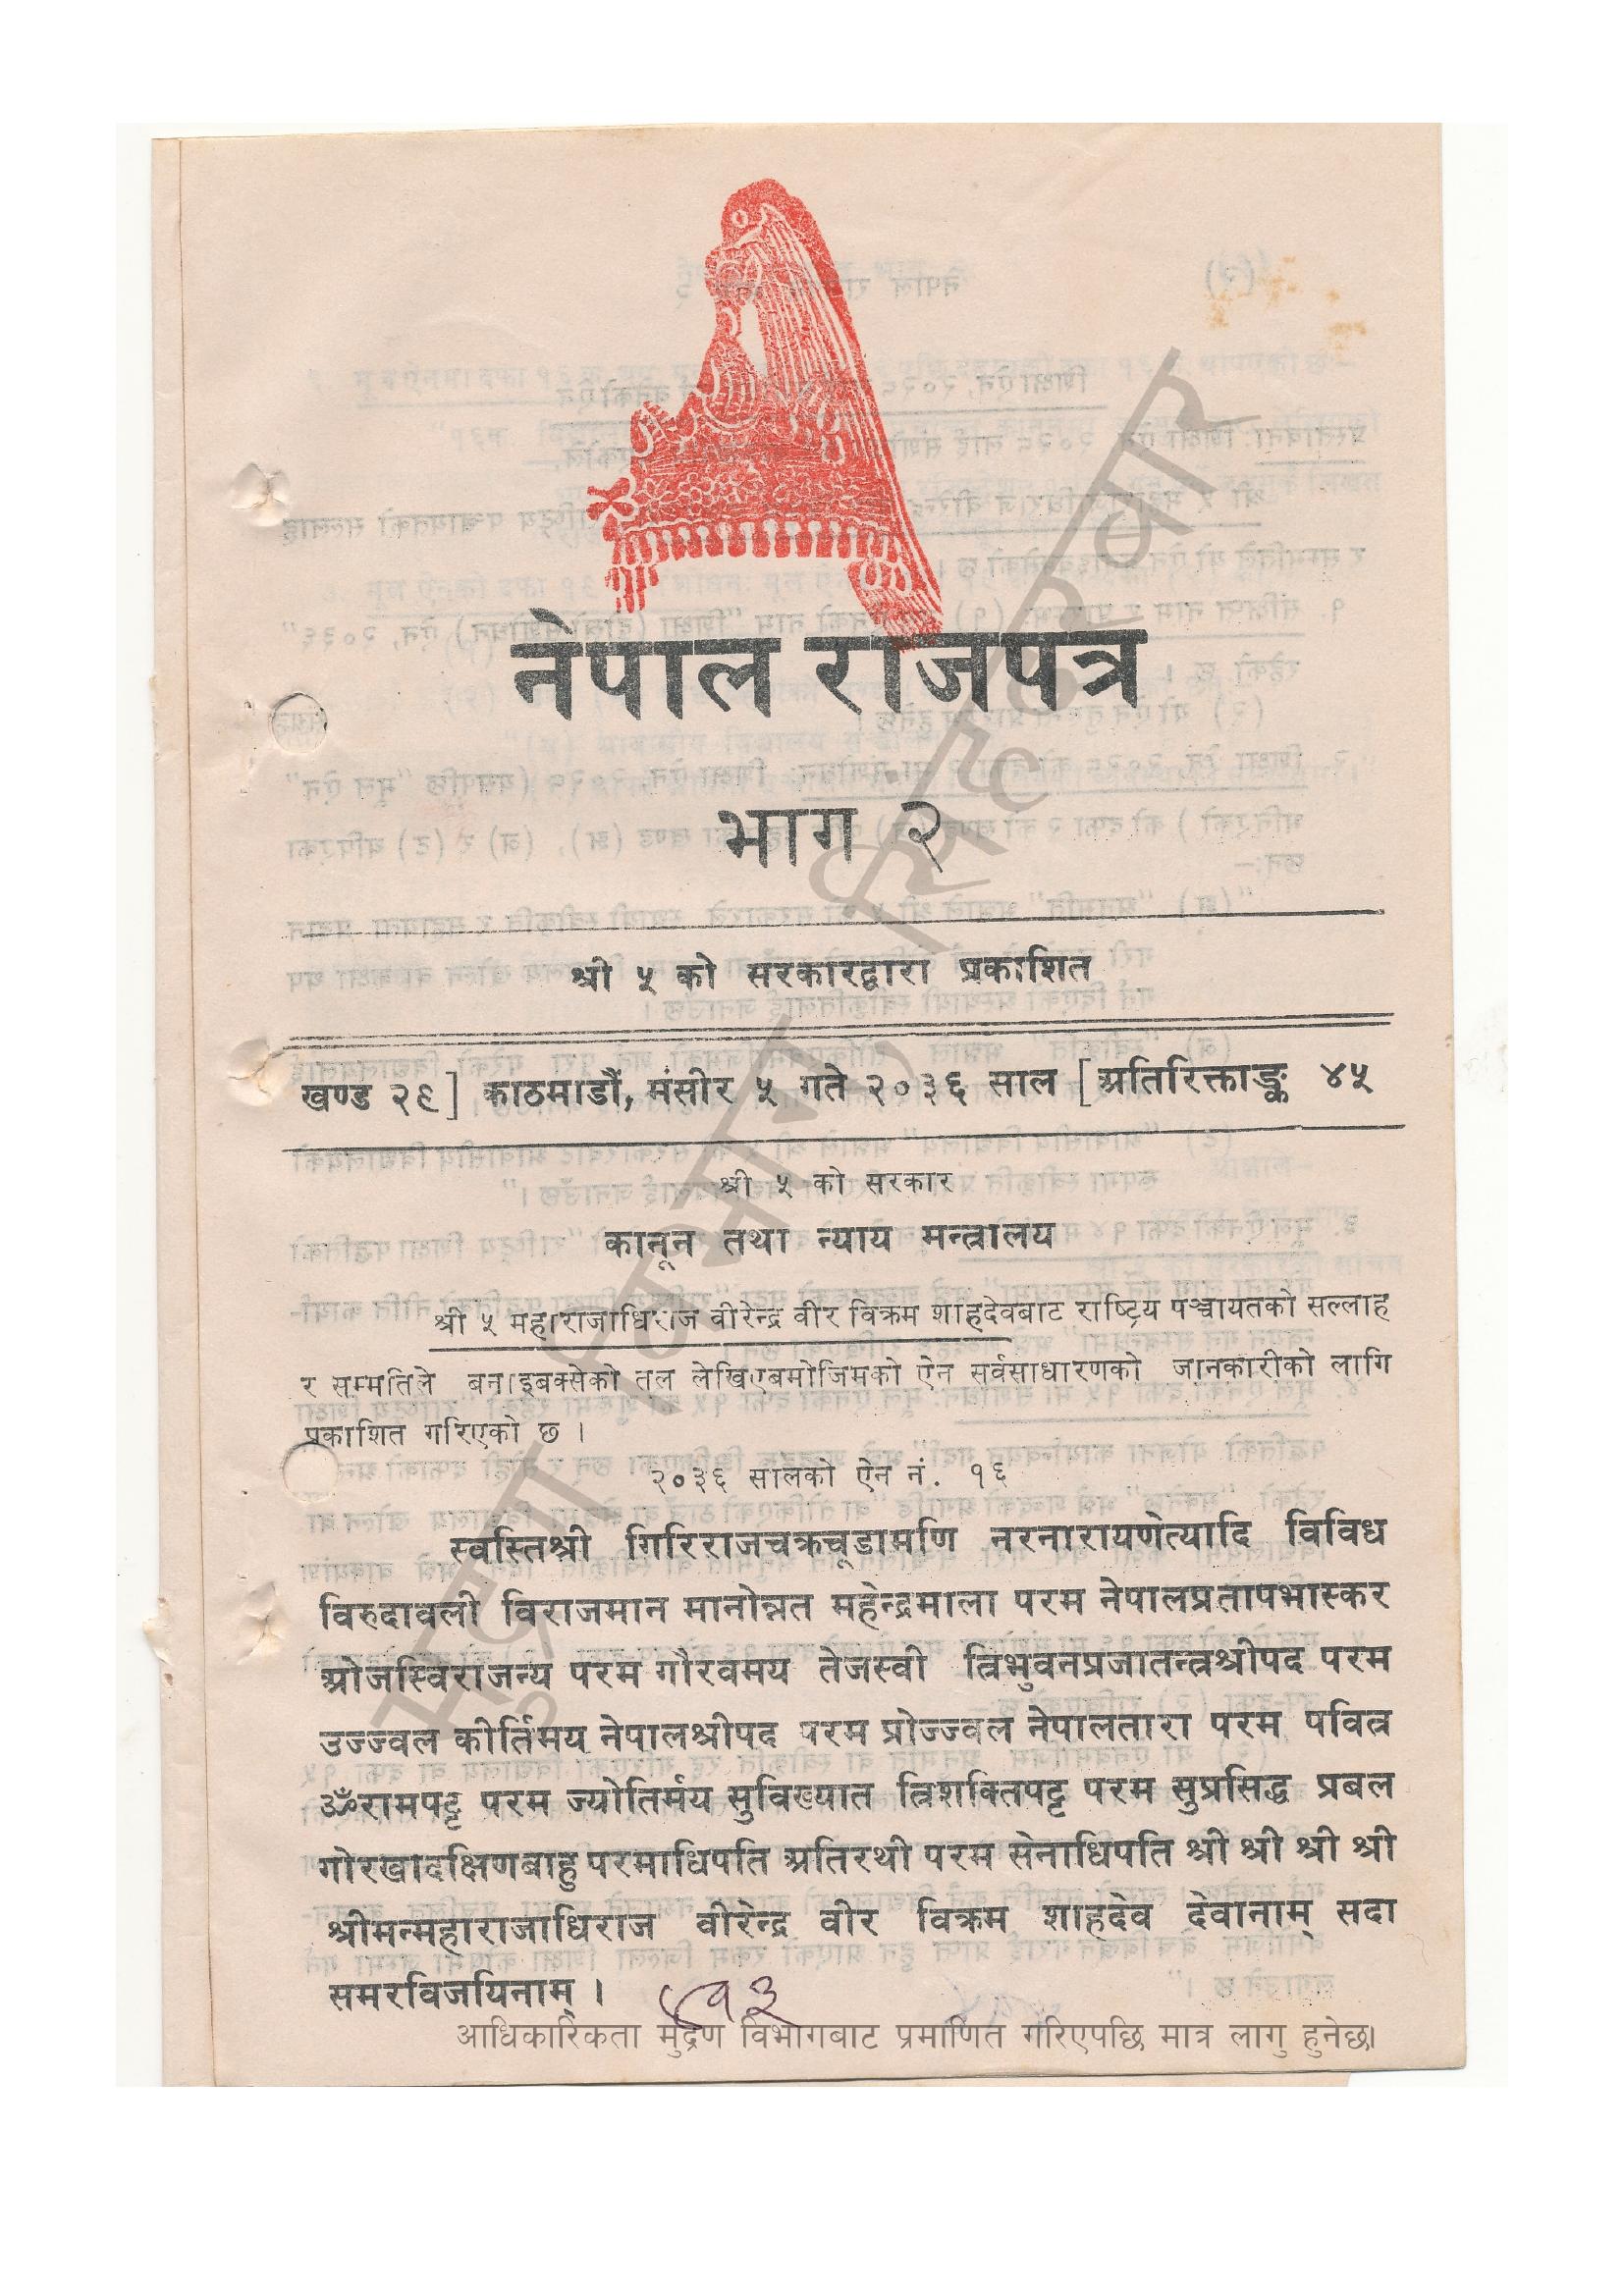 नेपाल राजपत्र
भाग २
श्री ५ को सरकारद्वारा प्रकाशित
खण्ड २९] काठमाडौं, मंसीर ५ गते २०३६ साल [अतिरिक्ताङ्क ४५
श्री ५ को सरकार
कानून तथा न्याय मन्त्रालय
श्री ५ महाराजाधिराज वीरेन्द्र वीर विक्रम शाहदेवबाट राष्ट्रिय पञ्चायतको सल्लाह
र सम्मतिले बनाइबक्सेको तल लेखिएबमोजिमको ऐन सर्वसाधारणको जानकारीको लागि
प्रकाशित गरिएको छ ।
२०३६ सालको ऐन नं. १६
स्वस्तिश्री गिरिराजचक्रचूडामणि नरनारायणेत्यादि विविध
विरुदावली विराजमान मानोन्नत महेन्द्रमाला परम नेपालप्रतापभास्कर
ओजस्विराजन्य परम गौरवमय तेजस्वी त्रिभुवनप्रजातन्त्रश्रीपद परम
उज्ज्वल कीर्तिमय नेपालश्रीपद परम प्रोज्ज्वल नेपालतारा परम पवित्र
ॐरामपट्ट परम ज्योतिर्मय सुविख्यात त्रिशक्तिपट्ट परम सुप्रसिद्ध प्रबल
गोरखादक्षिणबाहु परमाधिपति अतिरथी परम सेनाधिपति श्री श्री श्री श्री
श्रीमन्महाराजाधिराज वीरेन्द्र वीर विक्रम शाहदेव देवानाम् सदा
समरविजयिनाम् ।
आधिकारिकता मुद्रण विभागबाट प्रमाणित गरिएपछि मात्र लागु हुनेछ।
मुद्रण विभाग, सिंहदरबार